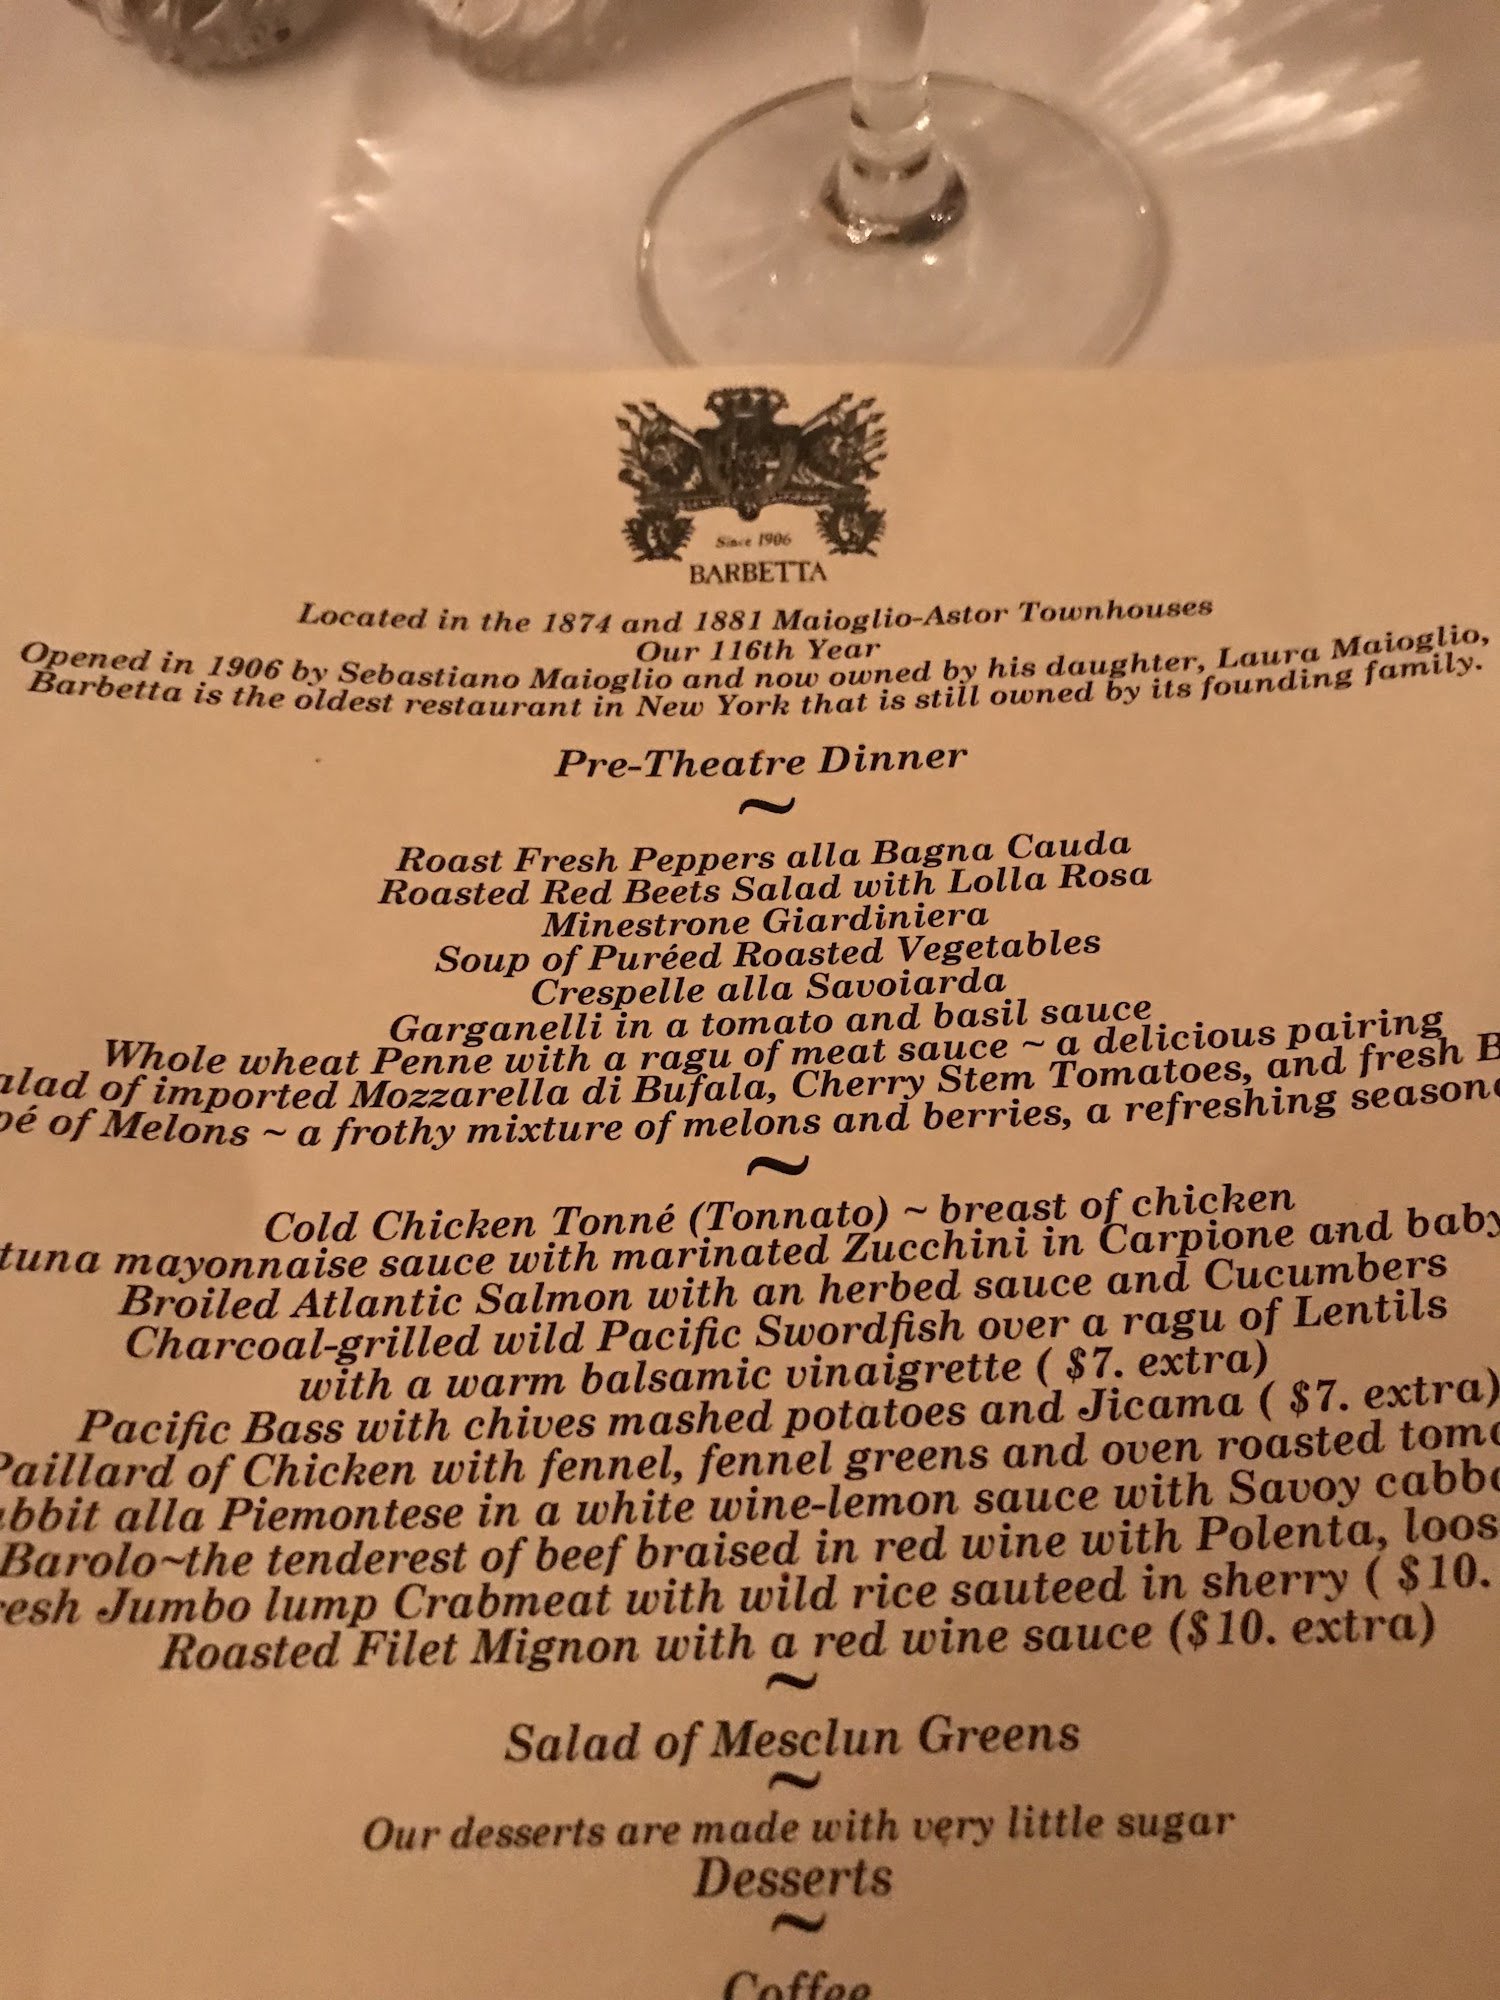 Since 1906
BARBETTA
Located in the 1874 and 1881 Maioglio-Astor Townhouses
Our 116th Year
Opened in 1906 by Sebastiano Maioglio and now owned by his daughter, Laura Maioglio,
Barbetta is the oldest restaurant in New York that is still owned by its founding family.
Pre-Theatre Dinner
~
Roast Fresh Peppers alla Bagna Cauda
Roasted Red Beets Salad with Lolla Rosa
Minestrone Giardiniera
Soup of Puréed Roasted Vegetables
Crespelle alla Savoiarda
Garganelli in a tomato and basil sauce
Whole wheat Penne with a ragu of meat sauce ~ a delicious pairing
alad of imported Mozzarella di Bufala, Cherry Stem Tomatoes, and fresh B
pé of Melons ~ a frothy mixture of melons and berries, a refreshing season
~
Cold Chicken Tonné (Tonnato) ~ breast of chicken
tuna mayonnaise sauce with marinated Zucchini in Carpione and baby
Broiled Atlantic Salmon with an herbed sauce and Cucumbers
Charcoal-grilled wild Pacific Swordfish over a ragu of Lentils
with a warm balsamic vinaigrette ( $7. extra)
Pacific Bass with chives mashed potatoes and Jicama ( $7. extra)
Paillard of Chicken with fennel, fennel greens and oven roasted tom
abbit alla Piemontese in a white wine-lemon sauce with Savoy cabb
Barolo~the tenderest of beef braised in red wine with Polenta, loos
resh Jumbo lump Crabmeat with wild rice sauteed in sherry ( $10.
Roasted Filet Mignon with a red wine sauce ($10. extra)
~
Salad of Mesclun Greens
~
Our desserts are made with very little sugar
Desserts
~
Coffee